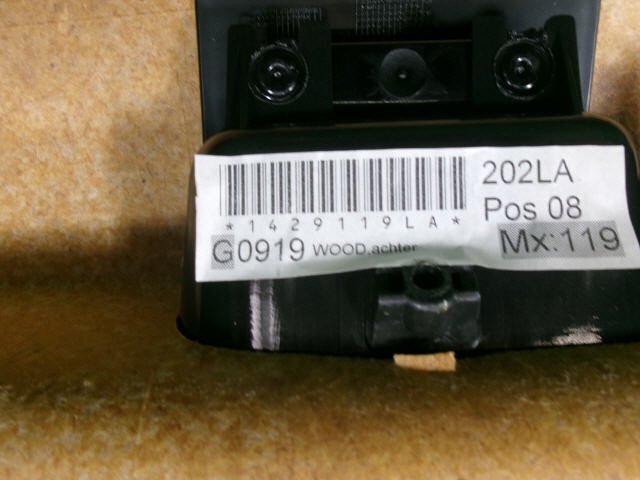 202LA
*1429119LA*
Pos 08
G0919 WOOD,achter
Mx:119